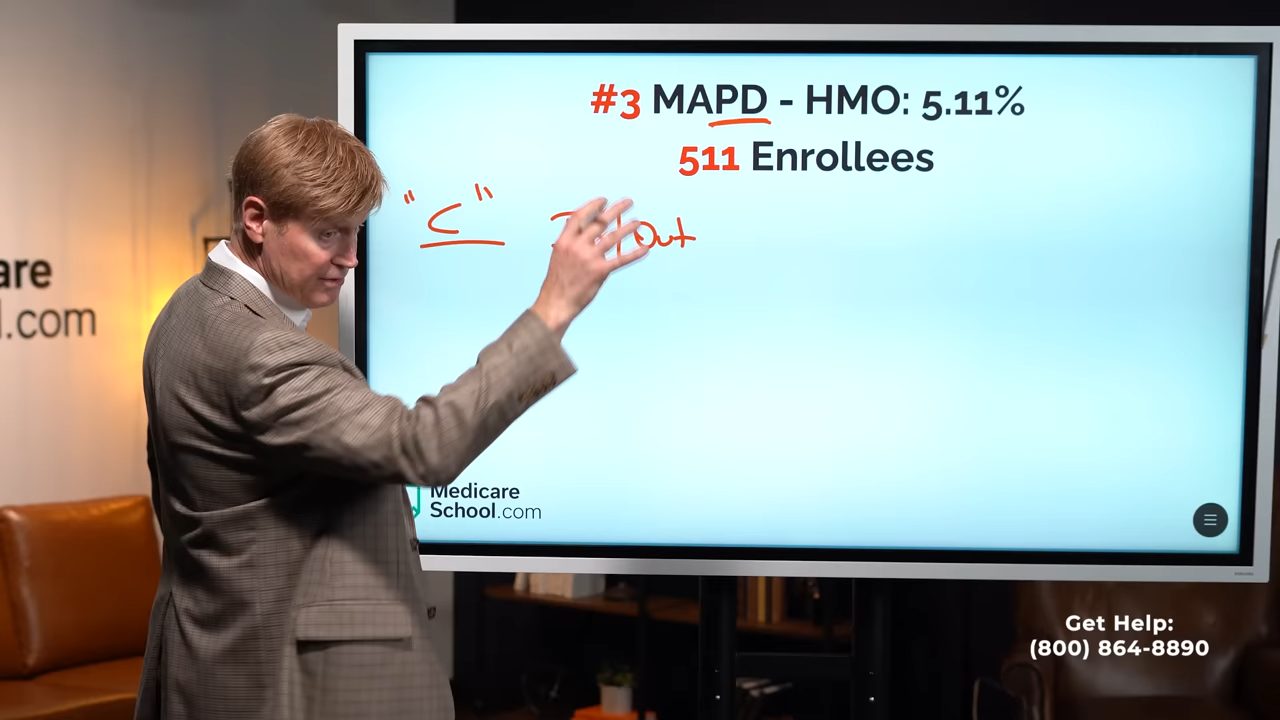 #3 MAPD - HMO: 5.11%
511 Enrollees
"C" Out
are
l.com
Medicare
School.com
Get Help:
(800) 864-8890